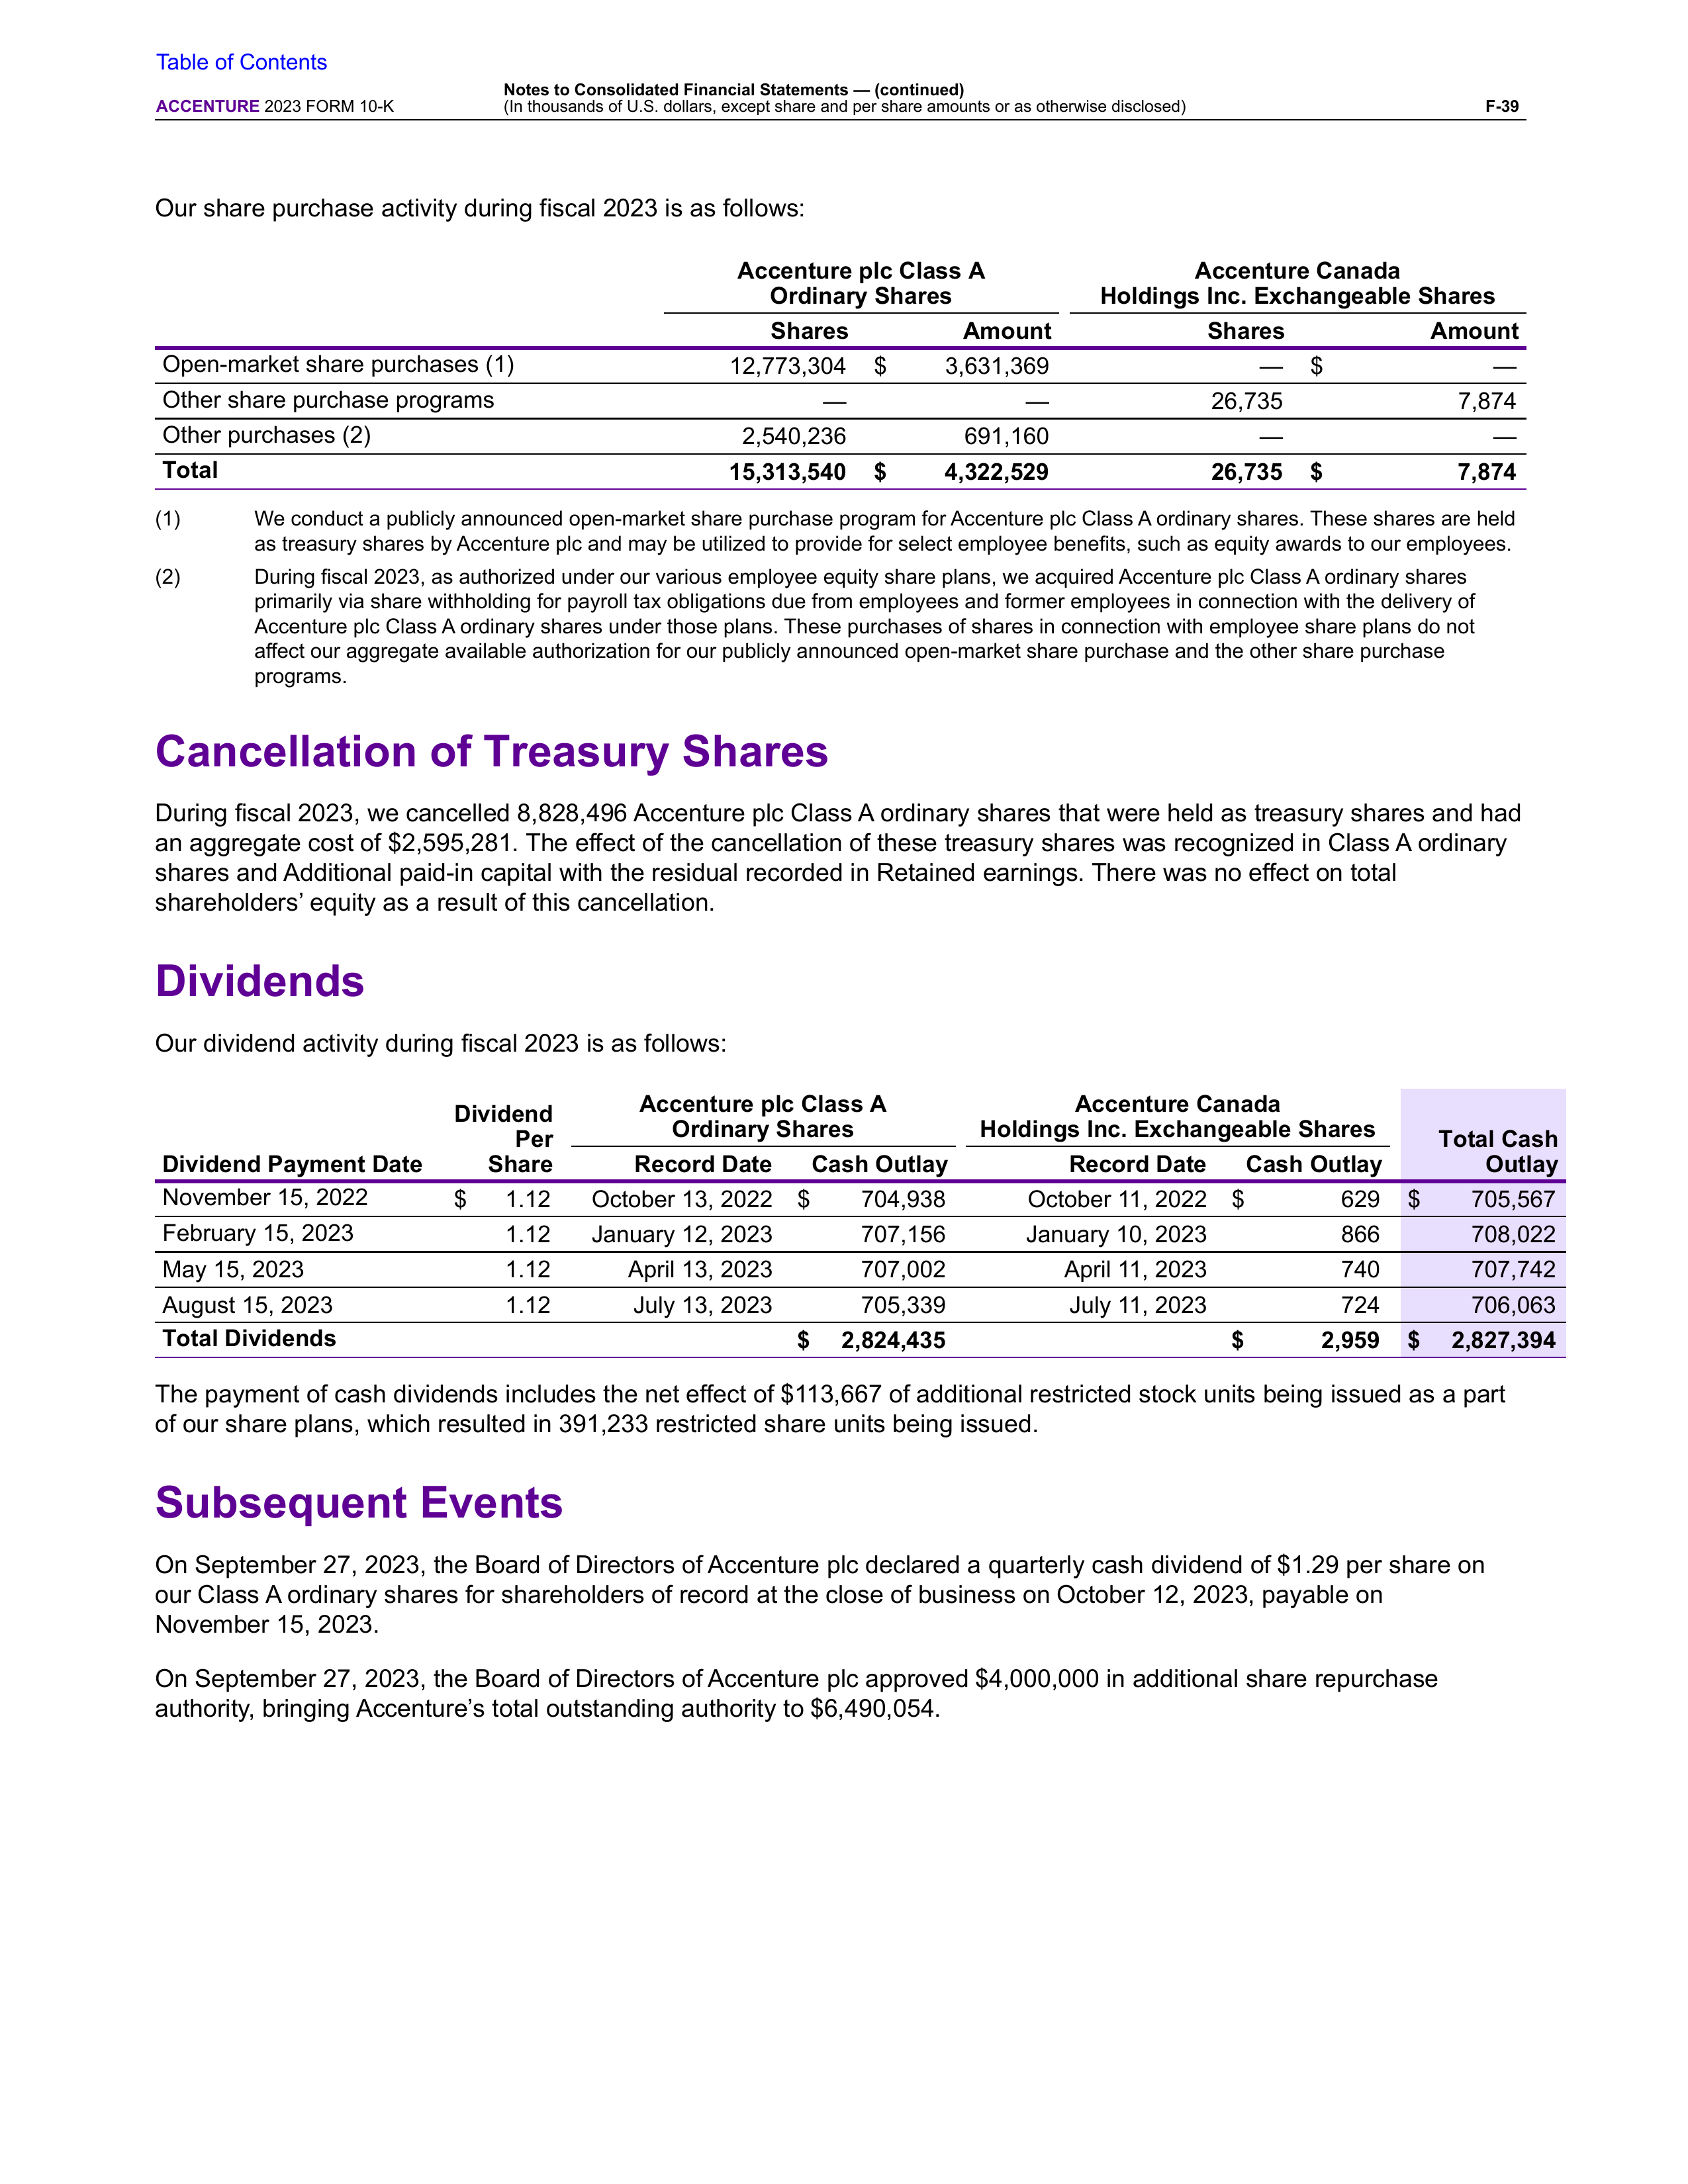 Table of Contents
Notes to Consolidated Financial Statements — (continued)
ACCENTURE 2023 FORM 10-K (In thousands of U.S. dollars, except share and per share amounts or as otherwise disclosed) F-39
Our share purchase activity during fiscal 2023 is as follows:
Accenture plc Class A Accenture Canada
Ordinary Shares Holdings Inc. Exchangeable Shares
Shares Amount Shares Amount
Open-market share purchases (1) 12,773,304 $ 3,631,369 — $ —
Other share purchase programs — — 26,735 7,874
Other purchases (2) 2,540,236 691,160 — —
Total 15,313,540 $ 4,322,529 26,735 $ 7,874
(1) We conduct a publicly announced open-market share purchase program for Accenture plc Class A ordinary shares. These shares are held
as treasury shares by Accenture plc and may be utilized to provide for select employee benefits, such as equity awards to our employees.
(2) During fiscal 2023, as authorized under our various employee equity share plans, we acquired Accenture plc Class A ordinary shares
primarily via share withholding for payroll tax obligations due from employees and former employees in connection with the delivery of
Accenture plc Class A ordinary shares under those plans. These purchases of shares in connection with employee share plans do not
affect our aggregate available authorization for our publicly announced open-market share purchase and the other share purchase
programs.
Cancellation of Treasury Shares
During fiscal 2023, we cancelled 8,828,496 Accenture plc Class A ordinary shares that were held as treasury shares and had
an aggregate cost of $2,595,281. The effect of the cancellation of these treasury shares was recognized in Class A ordinary
shares and Additional paid-in capital with the residual recorded in Retained earnings. There was no effect on total
shareholders’ equity as a result of this cancellation.
Dividends
Our dividend activity during fiscal 2023 is as follows:
Dividend Accenture plc Class A Accenture Canada
Per Ordinary Shares Holdings Inc. Exchangeable Shares Total Cash
Dividend Payment Date Share Record Date Cash Outlay Record Date Cash Outlay Outlay
November 15, 2022 $ 1.12 October 13, 2022 $ 704,938 October 11, 2022 $ 629 $ 705,567
February 15, 2023 1.12 January 12, 2023 707,156 January 10, 2023 866 708,022
May 15, 2023 1.12 April 13, 2023 707,002 April 11, 2023 740 707,742
August 15, 2023 1.12 July 13, 2023 705,339 July 11, 2023 724 706,063
Total Dividends $ 2,824,435 $ 2,959 $ 2,827,394
The payment of cash dividends includes the net effect of $113,667 of additional restricted stock units being issued as a part
of our share plans, which resulted in 391,233 restricted share units being issued.
Subsequent Events
On September 27, 2023, the Board of Directors of Accenture plc declared a quarterly cash dividend of $1.29 per share on
our Class A ordinary shares for shareholders of record at the close of business on October 12, 2023, payable on
November 15, 2023.
On September 27, 2023, the Board of Directors of Accenture plc approved $4,000,000 in additional share repurchase
authority, bringing Accenture’s total outstanding authority to $6,490,054.